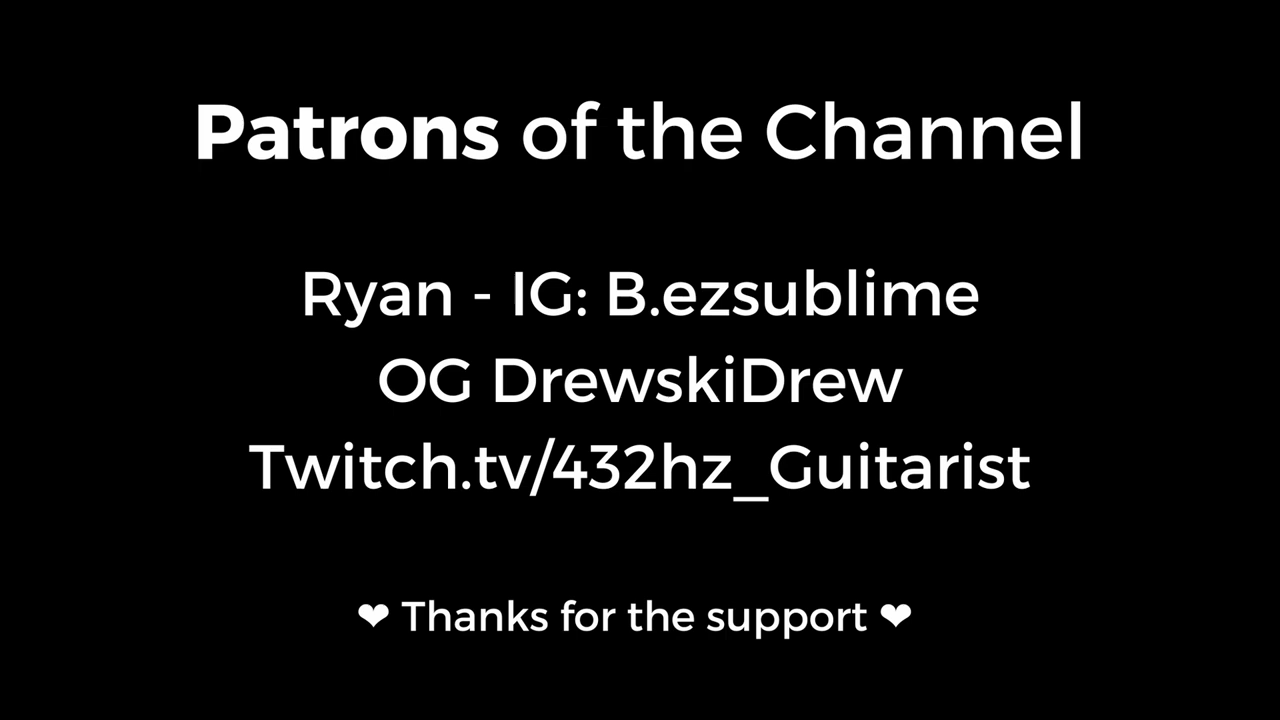 Patrons of the Channel
Ryan - IG: B.ezsublime
OG DrewskiDrew
Twitch.tv/432hz_Guitarist
❤ Thanks for the support ❤